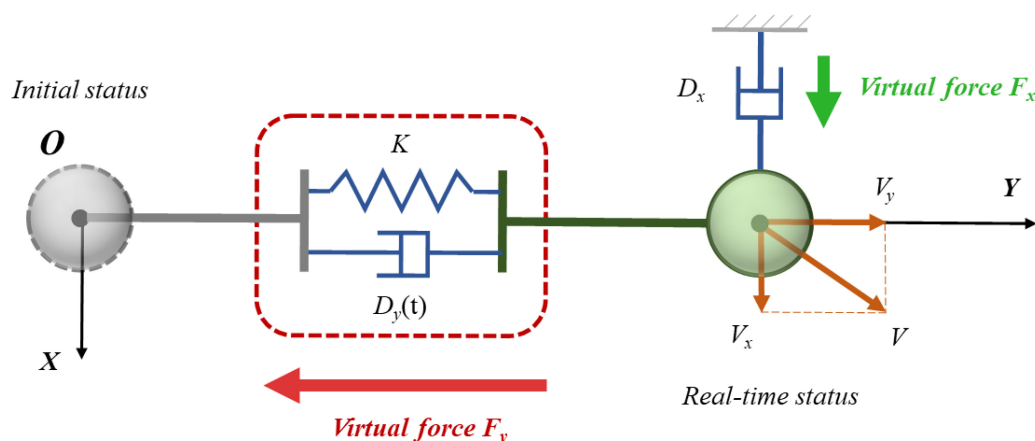 Initial status
O
X
K
D_y(t)
Virtual force F_y
D_x
Virtual force F_x
V_y
Y
V_x
V
Real-time status